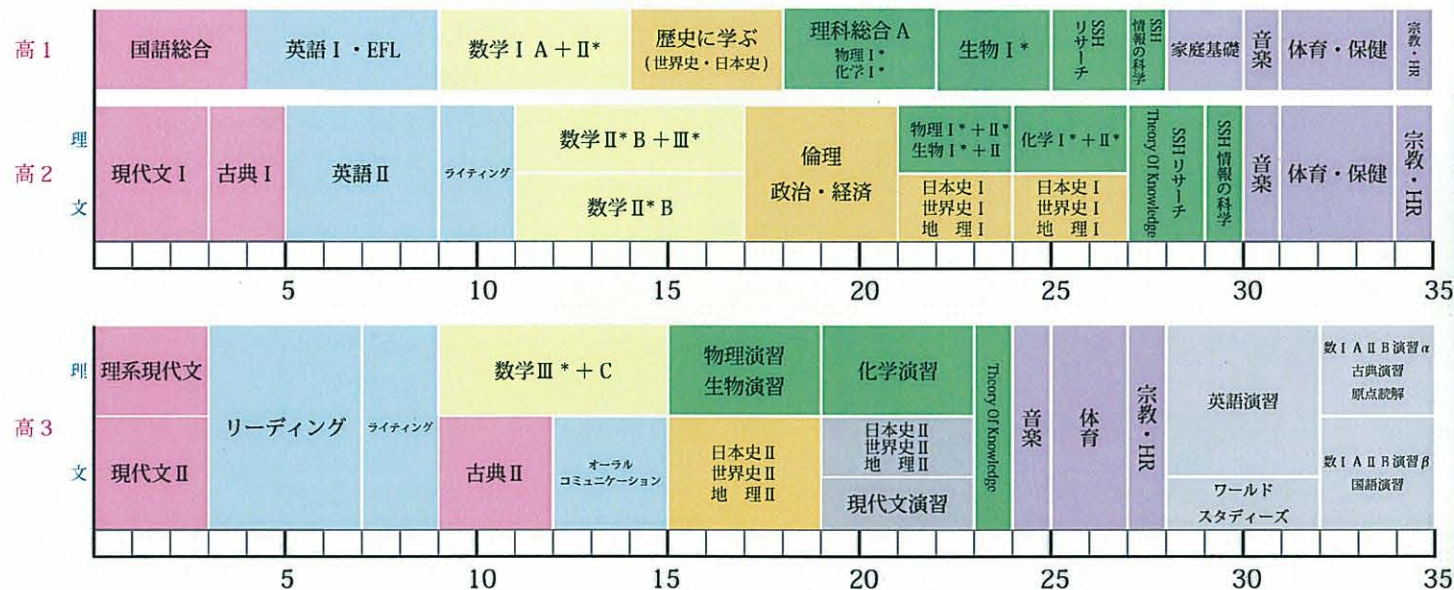 高1
国語総合
英語Ⅰ・EFL
数学ⅠA+Ⅱ*
歴史に学ぶ
(世界史・日本史)
理科総合A
物理Ⅰ*
化学Ⅰ*
生物Ⅰ*
SSH
リサーチ
SSH
情報の科学
家庭基礎
音楽
体育・保健
宗教・HR
高2
理
文
現代文Ⅰ
古典Ⅰ
英語Ⅱ
ライティング
数学Ⅱ*B+Ⅲ*
数学Ⅱ*B
倫理
政治・経済
物理Ⅰ*+Ⅱ*
生物Ⅰ*+Ⅱ
化学Ⅰ*+Ⅱ*
日本史Ⅰ
世界史Ⅰ
地 理Ⅰ
日本史Ⅰ
世界史Ⅰ
地 理Ⅰ
SSHリサーチ
Theory Of Knowledge
SSH情報の科学
音楽
体育・保健
宗教・HR
5 10 15 20 25 30 35
高3
理
文
理系現代文
現代文Ⅱ
リーディング
ライティング
数学Ⅲ*+C
古典Ⅱ
オーラル
コミュニケーション
物理演習
生物演習
日本史Ⅱ
世界史Ⅱ
地 理Ⅱ
化学演習
日本史Ⅱ
世界史Ⅱ
地 理Ⅱ
現代文演習
Theory Of Knowledge
音楽
体育
宗教・HR
英語演習
ワールド
スタディーズ
数ⅠAⅡB演習α
古典演習
原点読解
数ⅠAⅡB演習β
国語演習
5 10 15 20 25 30 35